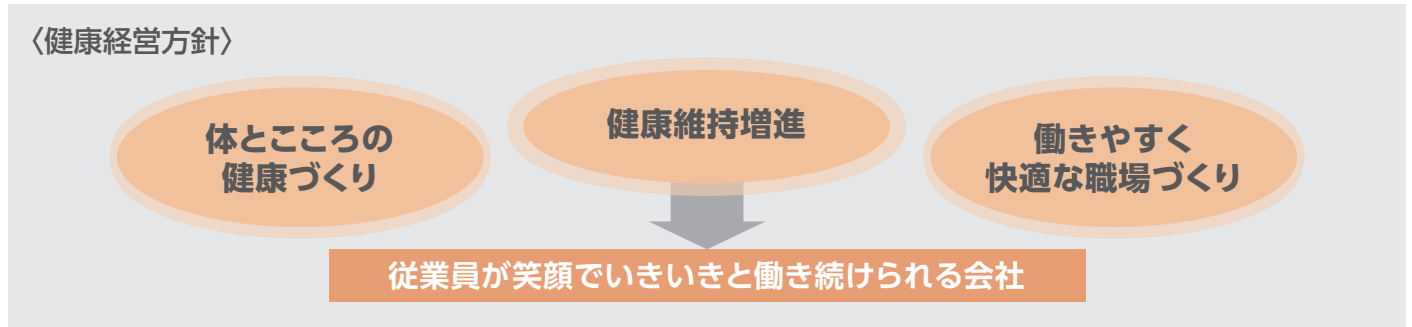 〈健康経営方針〉
体とこころの
健康づくり
健康維持増進
働きやすく
快適な職場づくり
従業員が笑顔でいきいきと働き続けられる会社